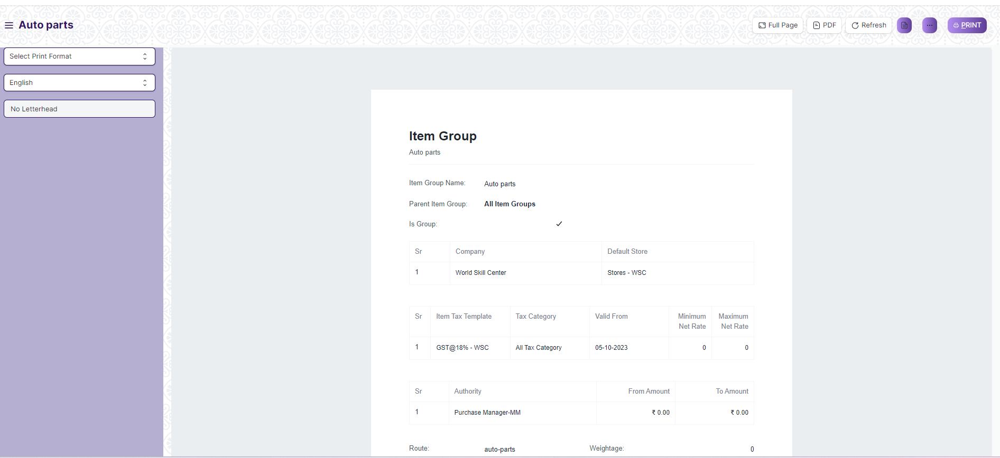 Auto parts
Full Page
PDF
Refresh
PRINT
Select Print Format
English
No Letterhead
Item Group
Auto parts
Item Group Name: Auto parts
Parent Item Group: All Item Groups
Is Group: ✓
Sr Company Default Store
1 World Skill Center Stores - WSC
Sr Item Tax Template Tax Category Valid From Minimum Net Rate Maximum Net Rate
1 GST@18% - WSC All Tax Category 05-10-2023 0 0
Sr Authority From Amount To Amount
1 Purchase Manager-MM ₹ 0.00 ₹ 0.00
Route: auto-parts Weightage: 0